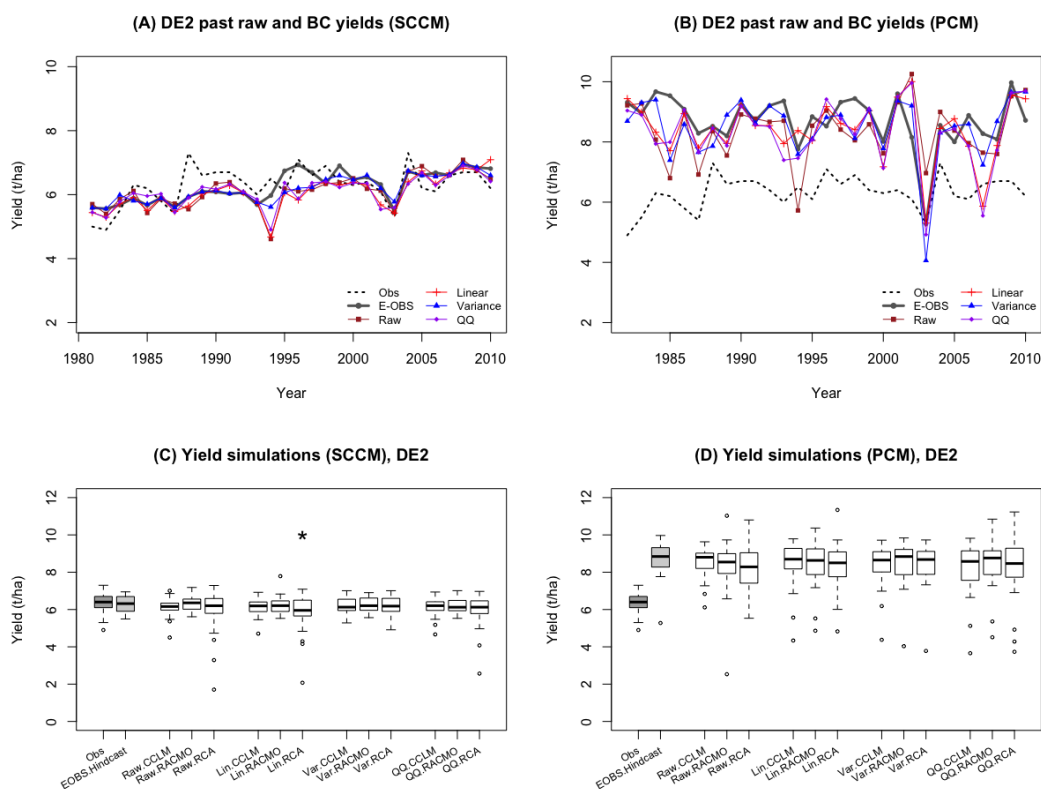 (A) DE2 past raw and BC yields (SCCM)
Yield (t/ha)
10
8
6
4
2
Obs
E-OBS
Raw
Linear
Variance
QQ
1980 1985 1990 1995 2000 2005 2010
Year
(B) DE2 past raw and BC yields (PCM)
Yield (t/ha)
10
8
6
4
2
Obs
E-OBS
Raw
Linear
Variance
QQ
1985 1990 1995 2000 2005 2010
Year
(C) Yield simulations (SCCM), DE2
Yield (t/ha)
12
10
8
6
4
2
0
*
Obs
EOBS.Hindcast
Raw.CCLM
Raw.RACMO
Raw.RCA
Lin.CCLM
Lin.RACMO
Lin.RCA
Var.CCLM
Var.RACMO
Var.RCA
QQ.CCLM
QQ.RACMO
QQ.RCA
(D) Yield simulations (PCM), DE2
Yield (t/ha)
12
10
8
6
4
2
0
Obs
EOBS.Hindcast
Raw.CCLM
Raw.RACMO
Raw.RCA
Lin.CCLM
Lin.RACMO
Lin.RCA
Var.CCLM
Var.RACMO
Var.RCA
QQ.CCLM
QQ.RACMO
QQ.RCA